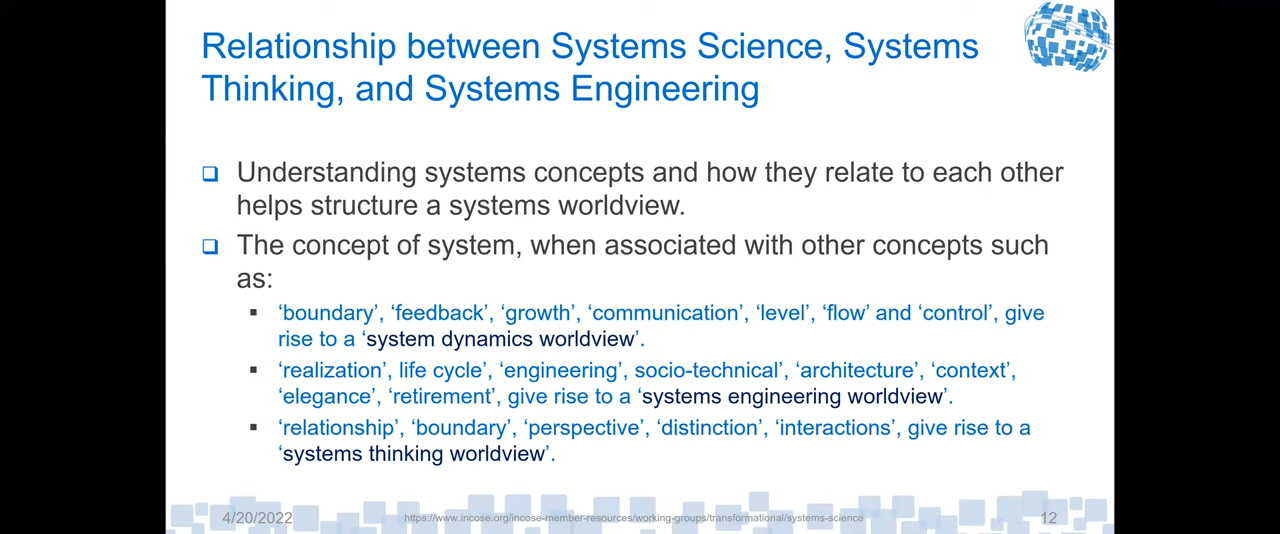 Relationship between Systems Science, Systems
Thinking, and Systems Engineering
Understanding systems concepts and how they relate to each other
helps structure a systems worldview.
The concept of system, when associated with other concepts such
as:
‘boundary’, ‘feedback’, ‘growth’, ‘communication’, ‘level’, ‘flow’ and ‘control’, give
rise to a ‘system dynamics worldview’.
‘realization’, life cycle’, ‘engineering’, socio-technical’, ‘architecture’, ‘context’,
‘elegance’, ‘retirement’, give rise to a ‘systems engineering worldview’.
‘relationship’, ‘boundary’, ‘perspective’, ‘distinction’, ‘interactions’, give rise to a
‘systems thinking worldview’.
4/20/2022 https://www.incose.org/incose-member-resources/working-groups/transformational/systems-science 12